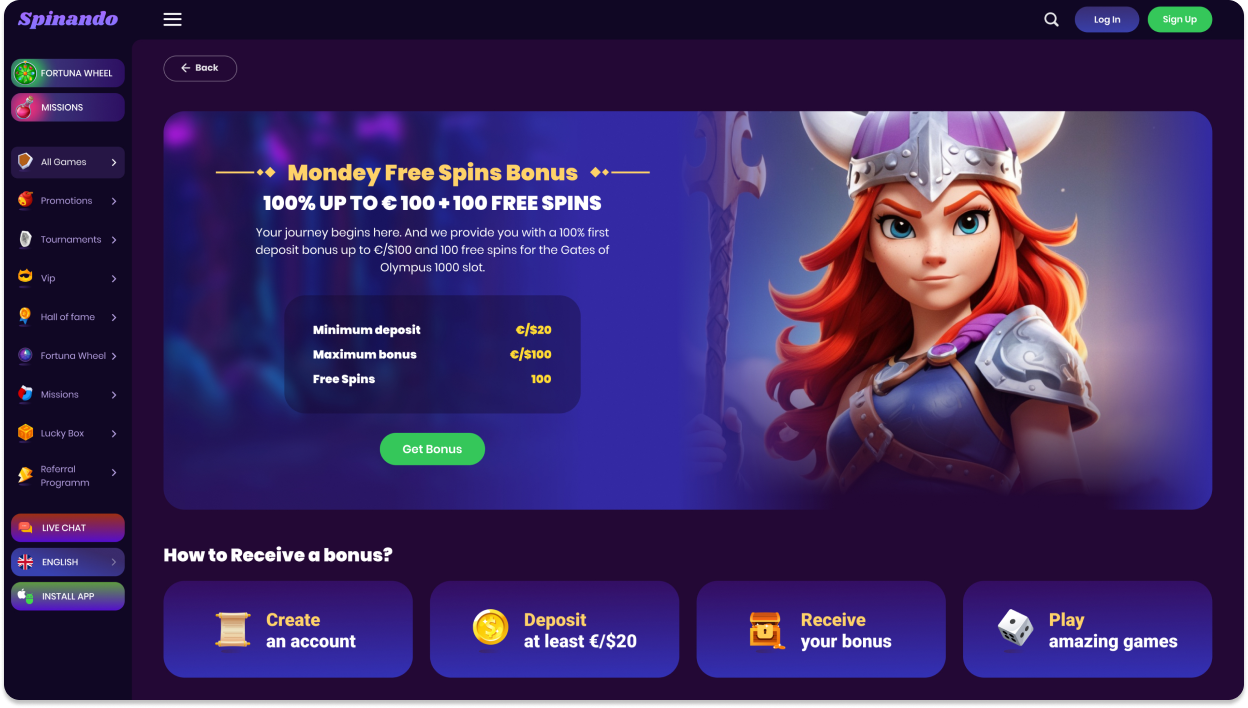 Spinando
Log In
Sign Up
FORTUNA WHEEL
MISSIONS
All Games
Promotions
Tournaments
Vip
Hall of fame
Fortuna Wheel
Missions
Lucky Box
Referral
Programm
LIVE CHAT
ENGLISH
INSTALL APP
Back
Mondey Free Spins Bonus
100% UP TO € 100 + 100 FREE SPINS
Your journey begins here. And we provide you with a 100% first
deposit bonus up to €/$100 and 100 free spins for the Gates of
Olympus 1000 slot.
Minimum deposit €/$20
Maximum bonus €/$100
Free Spins 100
Get Bonus
How to Receive a bonus?
Create
an account
Deposit
at least €/$20
Receive
your bonus
Play
amazing games